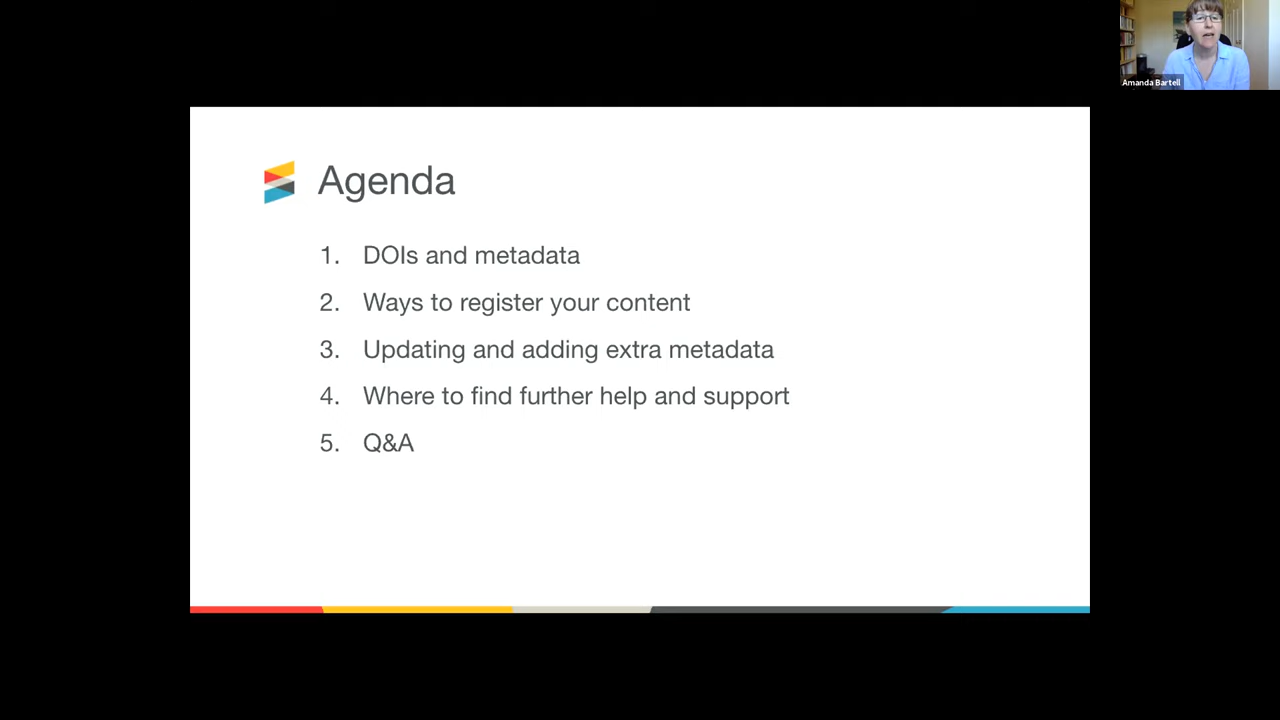 Amanda Bartell
Agenda
1. DOIs and metadata
2. Ways to register your content
3. Updating and adding extra metadata
4. Where to find further help and support
5. Q&A